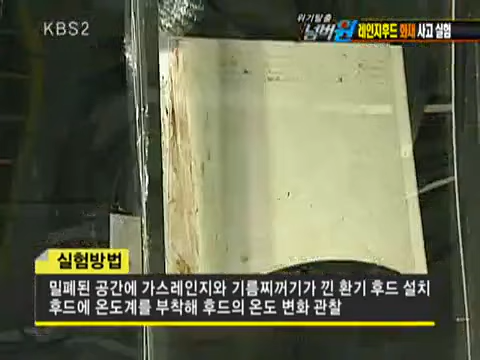 KBS2
위기탈출
넘버원
레인지후드 화재 사고 실험
실험방법
밀폐된 공간에 가스레인지와 기름찌꺼기가 낀 환기 후드 설치
후드에 온도계를 부착해 후드의 온도 변화 관찰